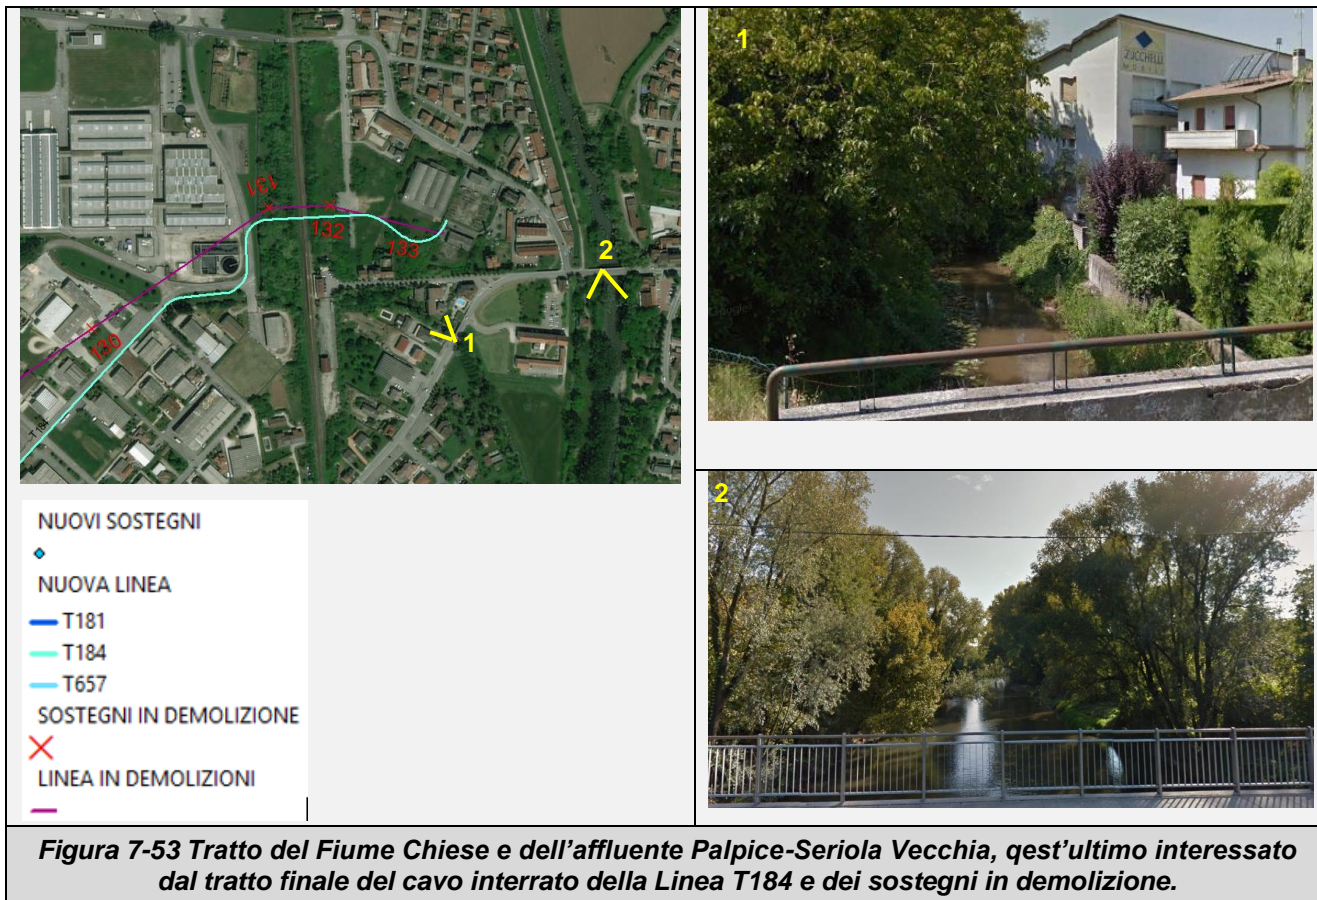 131
132
133
130
T184
2
1
NUOVI SOSTEGNI
NUOVA LINEA
T181
T184
T657
SOSTEGNI IN DEMOLIZIONE
LINEA IN DEMOLIZIONI
1
ZUCCHELLI
MOBILI
2
Figura 7-53 Tratto del Fiume Chiese e dell'affluente Palpice-Seriola Vecchia, qest'ultimo interessato
dal tratto finale del cavo interrato della Linea T184 e dei sostegni in demolizione.